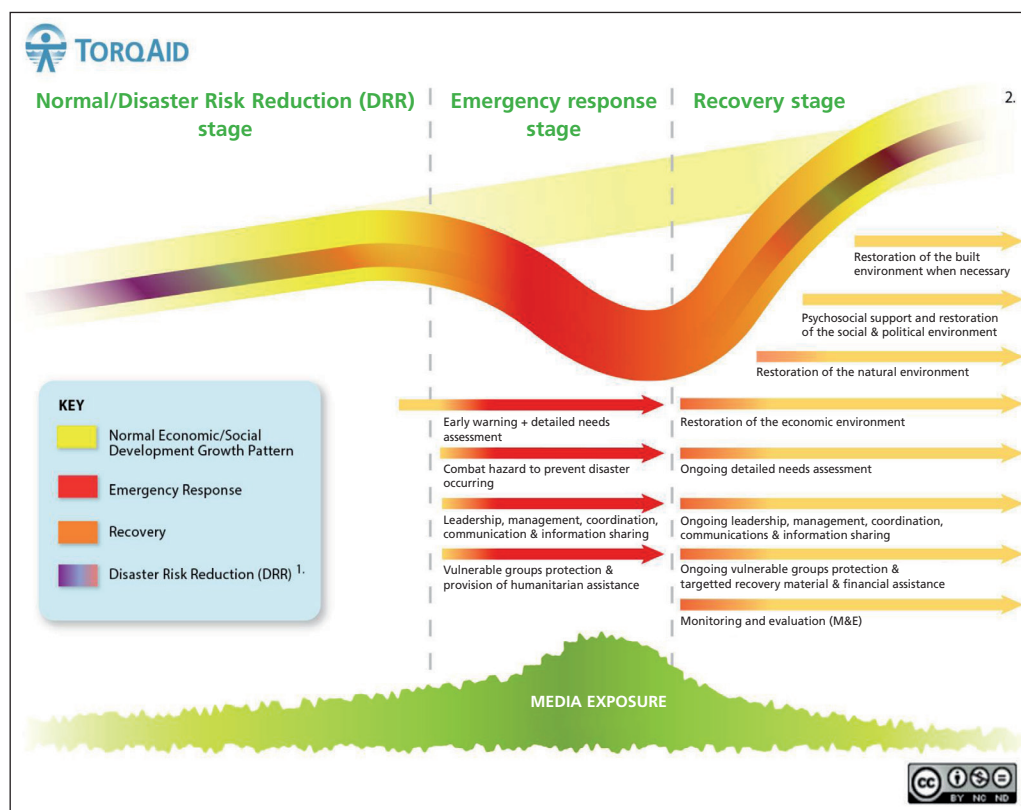 TORQAID
Normal/Disaster Risk Reduction (DRR)
stage
Emergency response
stage
Recovery stage
2.
Restoration of the built
environment when necessary
Psychosocial support and restoration
of the social & political environment
Restoration of the natural environment
KEY
Normal Economic/Social
Development Growth Pattern
Emergency Response
Recovery
Disaster Risk Reduction (DRR) 1.
Early warning + detailed needs
assessment
Combat hazard to prevent disaster
occurring
Leadership, management, coordination,
communication & information sharing
Vulnerable groups protection &
provision of humanitarian assistance
Restoration of the economic environment
Ongoing detailed needs assessment
Ongoing leadership, management, coordination,
communications & information sharing
Ongoing vulnerable groups protection &
targetted recovery material & financial assistance
Monitoring and evaluation (M&E)
MEDIA EXPOSURE
cc
BY NC ND